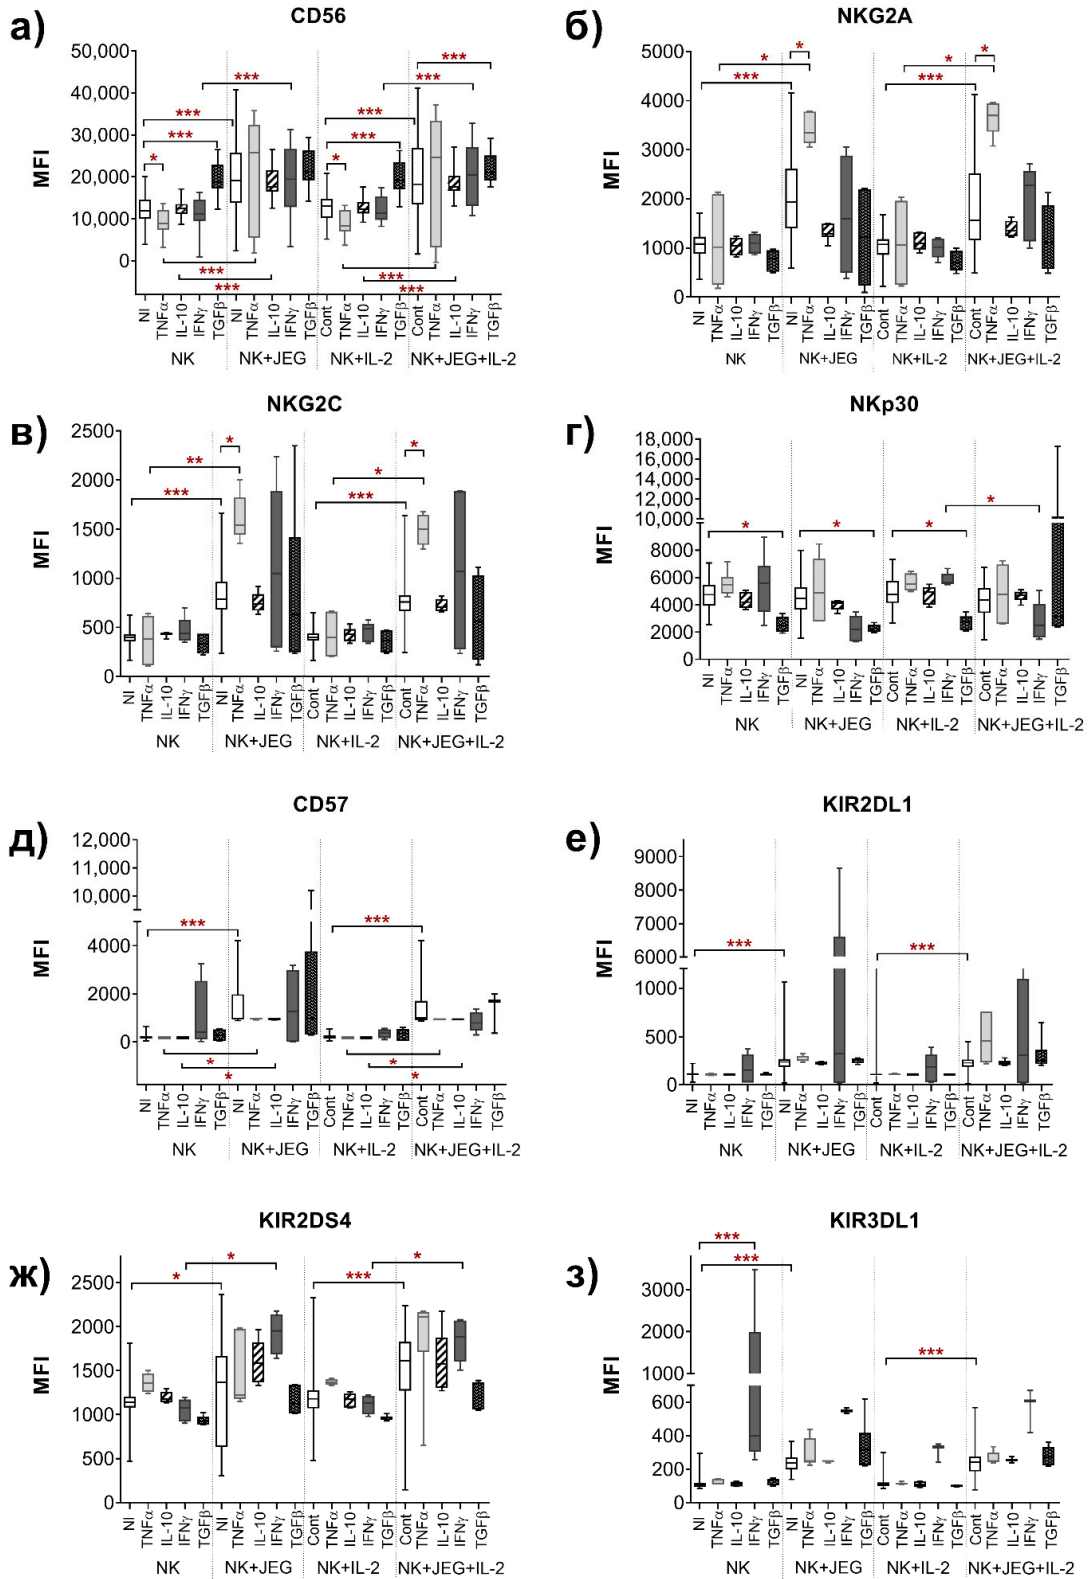 а)
CD56
MFI
50,000
40,000
30,000
20,000
10,000
0
***
***
***
*
***
***
***
***
***
*
***
***
***
***
NI
TNFα
IL-10
IFNγ
TGFβ
NI
TNFα
IL-10
IFNγ
TGFβ
Cont
TNFα
IL-10
IFNγ
TGFβ
Cont
TNFα
IL-10
IFNγ
TGFβ
NK
NK+JEG
NK+IL-2
NK+JEG+IL-2
б)
NKG2A
MFI
5000
4000
3000
2000
1000
0
*
*
***
*
*
***
NI
TNFα
IL-10
IFNγ
TGFβ
NI
TNFα
IL-10
IFNγ
TGFβ
Cont
TNFα
IL-10
IFNγ
TGFβ
Cont
TNFα
IL-10
IFNγ
TGFβ
NK
NK+JEG
NK+IL-2
NK+JEG+IL-2
в)
NKG2C
MFI
2500
2000
1500
1000
500
0
*
**
***
*
*
***
NI
TNFα
IL-10
IFNγ
TGFβ
NI
TNFα
IL-10
IFNγ
TGFβ
Cont
TNFα
IL-10
IFNγ
TGFβ
Cont
TNFα
IL-10
IFNγ
TGFβ
NK
NK+JEG
NK+IL-2
NK+JEG+IL-2
г)
NKp30
MFI
18,000
16,000
14,000
12,000
10,000
8000
6000
4000
2000
0
*
*
*
*
NI
TNFα
IL-10
IFNγ
TGFβ
NI
TNFα
IL-10
IFNγ
TGFβ
Cont
TNFα
IL-10
IFNγ
TGFβ
Cont
TNFα
IL-10
IFNγ
TGFβ
NK
NK+JEG
NK+IL-2
NK+JEG+IL-2
д)
CD57
MFI
12,000
11,000
10,000
4000
2000
0
***
***
*
*
*
*
NI
TNFα
IL-10
IFNγ
TGFβ
NI
TNFα
IL-10
IFNγ
TGFβ
Cont
TNFα
IL-10
IFNγ
TGFβ
Cont
TNFα
IL-10
IFNγ
TGFβ
NK
NK+JEG
NK+IL-2
NK+JEG+IL-2
е)
KIR2DL1
MFI
9000
8000
7000
6000
1000
500
0
***
***
NI
TNFα
IL-10
IFNγ
TGFβ
NI
TNFα
IL-10
IFNγ
TGFβ
Cont
TNFα
IL-10
IFNγ
TGFβ
Cont
TNFα
IL-10
IFNγ
TGFβ
NK
NK+JEG
NK+IL-2
NK+JEG+IL-2
ж)
KIR2DS4
MFI
2500
2000
1500
1000
500
0
*
*
*
***
NI
TNFα
IL-10
IFNγ
TGFβ
NI
TNFα
IL-10
IFNγ
TGFβ
Cont
TNFα
IL-10
IFNγ
TGFβ
Cont
TNFα
IL-10
IFNγ
TGFβ
NK
NK+JEG
NK+IL-2
NK+JEG+IL-2
з)
KIR3DL1
MFI
3000
2000
1000
800
600
400
200
0
***
***
***
NI
TNFα
IL-10
IFNγ
TGFβ
NI
TNFα
IL-10
IFNγ
TGFβ
Cont
TNFα
IL-10
IFNγ
TGFβ
Cont
TNFα
IL-10
IFNγ
TGFβ
NK
NK+JEG
NK+IL-2
NK+JEG+IL-2